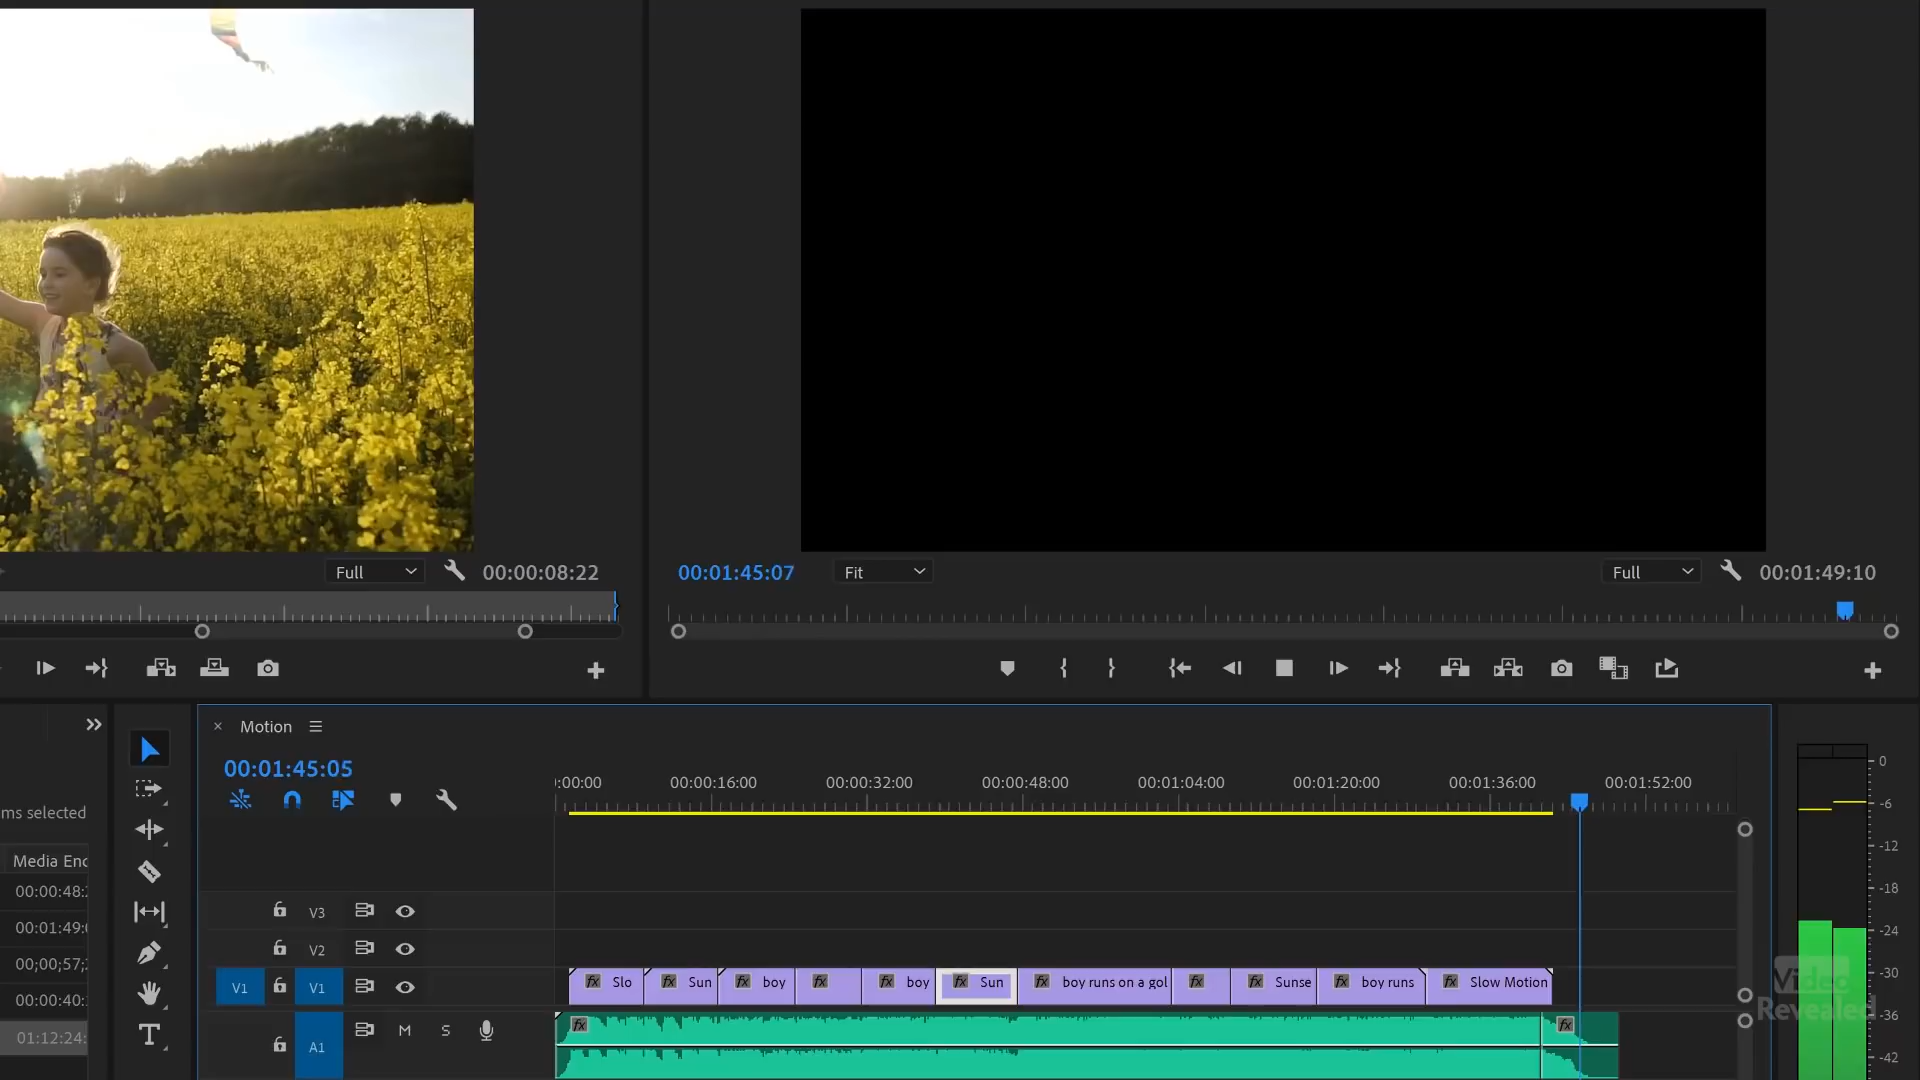 Full
00:00:08:22
00:01:45:07
Fit
Full
00:01:49:10
Motion
00:01:45:05
:00:00
00:00:16:00
00:00:32:00
00:00:48:00
00:01:04:00
00:01:20:00
00:01:36:00
00:01:52:00
ms selected
Media End
00:00:48:
00:01:49:
00;00;57;
00:00:40:
01:12:24:
V3
V2
V1
V1
fx Slo
fx Sun
fx boy
fx
fx boy
fx Sun
fx boy runs on a gol
fx
fx Sunse
fx boy runs
fx Slow Motion
A1
M
S
fx
fx
T
0
-6
-12
-18
-24
-30
-36
-42
Video
Revealed